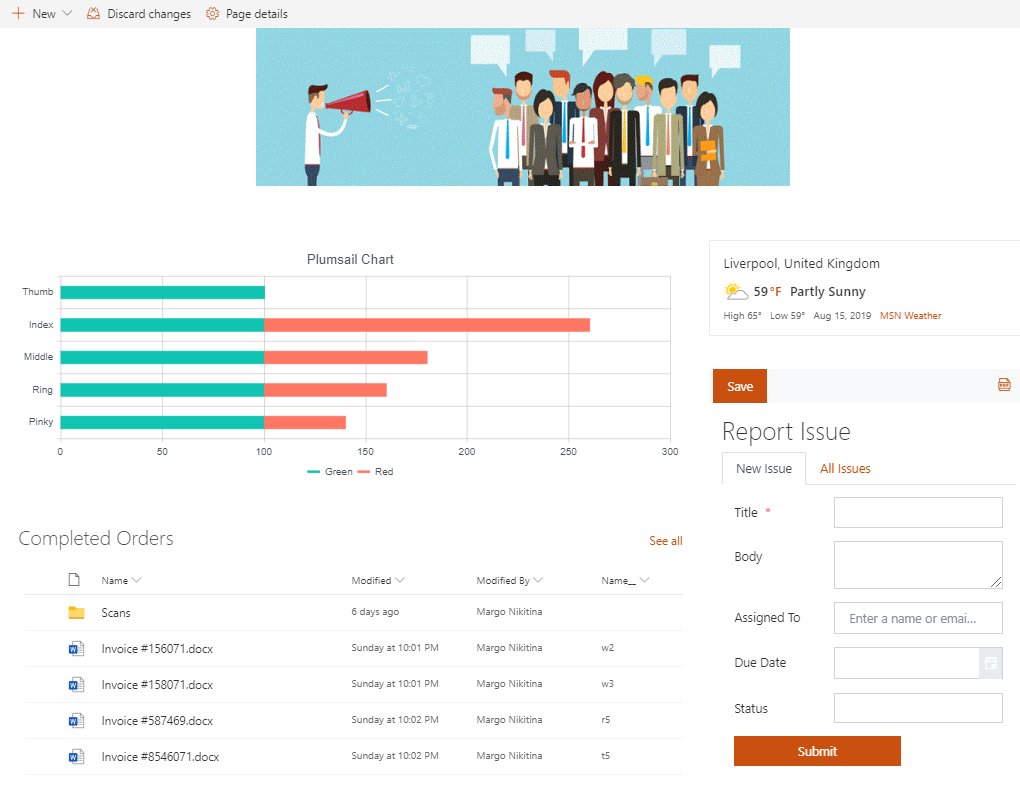 New Discard changes Page details
Plumsail Chart
Thumb
Index
Middle
Ring
Pinky
0 50 100 150 200 250 300
Green Red
Liverpool, United Kingdom
59°F Partly Sunny
High 65° Low 59° Aug 15, 2019 MSN Weather
Save
PDF
Report Issue
New Issue All Issues
Title *
Body
Assigned To Enter a name or emai...
Due Date
Status
Submit
Completed Orders See all
Name Modified Modified By Name__
Scans 6 days ago Margo Nikitina
Invoice #156071.docx Sunday at 10:01 PM Margo Nikitina w2
Invoice #158071.docx Sunday at 10:01 PM Margo Nikitina w3
Invoice #587469.docx Sunday at 10:02 PM Margo Nikitina r5
Invoice #8546071.docx Sunday at 10:02 PM Margo Nikitina t5